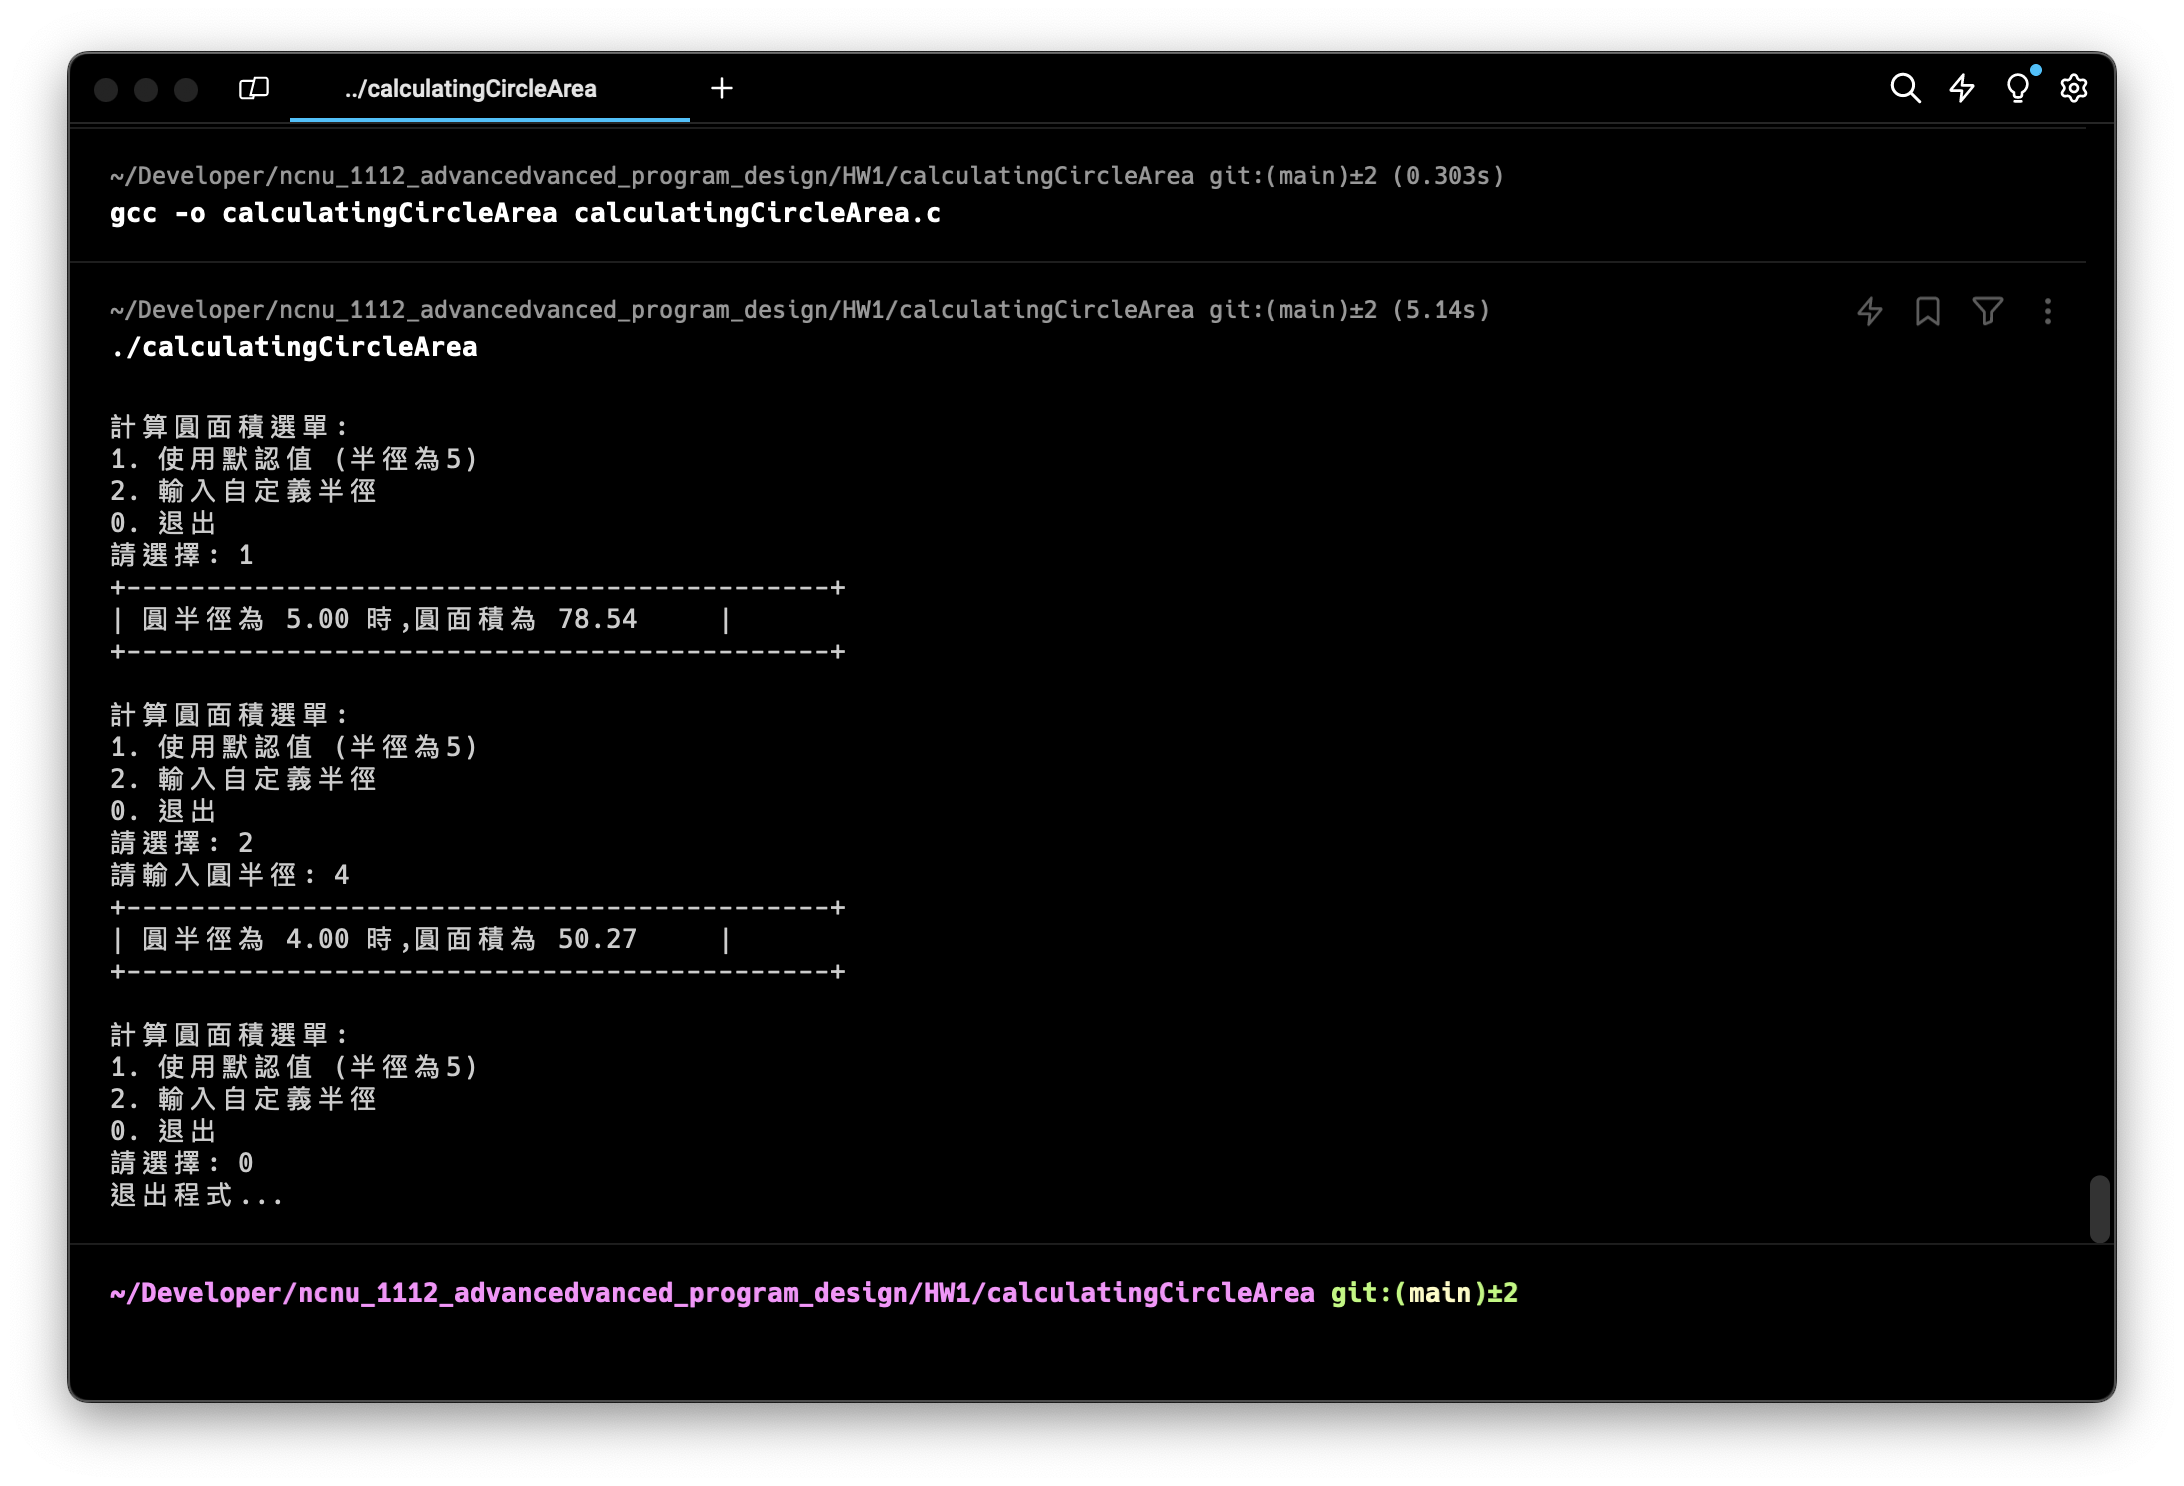 ../calculatingCircleArea
~/Developer/ncnu_1112_advancedvanced_program_design/HW1/calculatingCircleArea git:(main)±2 (0.303s)
gcc -o calculatingCircleArea calculatingCircleArea.c
~/Developer/ncnu_1112_advancedvanced_program_design/HW1/calculatingCircleArea git:(main)±2 (5.14s)
./calculatingCircleArea
計算圓面積選單:
1. 使用默認值 (半徑為5)
2. 輸入自定義半徑
0. 退出
請選擇: 1
+--------------------------------------------+
| 圓半徑為 5.00 時,圓面積為 78.54     |
+--------------------------------------------+
計算圓面積選單:
1. 使用默認值 (半徑為5)
2. 輸入自定義半徑
0. 退出
請選擇: 2
請輸入圓半徑: 4
+--------------------------------------------+
| 圓半徑為 4.00 時,圓面積為 50.27     |
+--------------------------------------------+
計算圓面積選單:
1. 使用默認值 (半徑為5)
2. 輸入自定義半徑
0. 退出
請選擇: 0
退出程式...
~/Developer/ncnu_1112_advancedvanced_program_design/HW1/calculatingCircleArea git:(main)±2